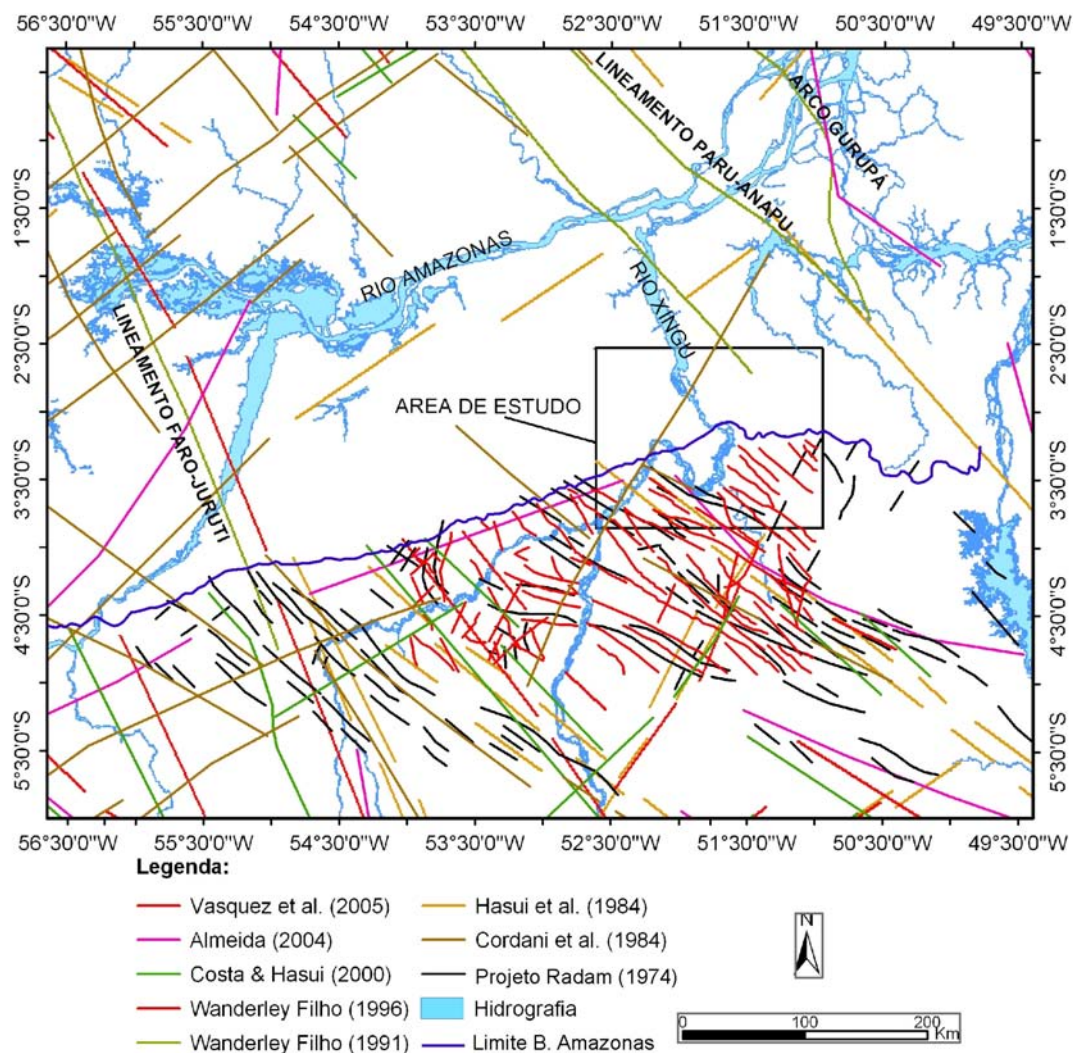 56°30'0"W 55°30'0"W 54°30'0"W 53°30'0"W 52°30'0"W 51°30'0"W 50°30'0"W 49°30'0"W
1°30'0"S
2°30'0"S
3°30'0"S
4°30'0"S
5°30'0"S
LINEAMENTO PARU-ANAPU
ARCO GURUPÁ
RIO AMAZONAS
RIO XINGU
LINEAMENTO FARO-JURUTI
AREA DE ESTUDO
1°30'0"S
2°30'0"S
3°30'0"S
4°30'0"S
5°30'0"S
56°30'0"W 55°30'0"W 54°30'0"W 53°30'0"W 52°30'0"W 51°30'0"W 50°30'0"W 49°30'0"W
Legenda:
Vasquez et al. (2005)
Almeida (2004)
Costa & Hasui (2000)
Wanderley Filho (1996)
Wanderley Filho (1991)
Hasui et al. (1984)
Cordani et al. (1984)
Projeto Radam (1974)
Hidrografia
Limite B. Amazonas
N
0 100 200
Km